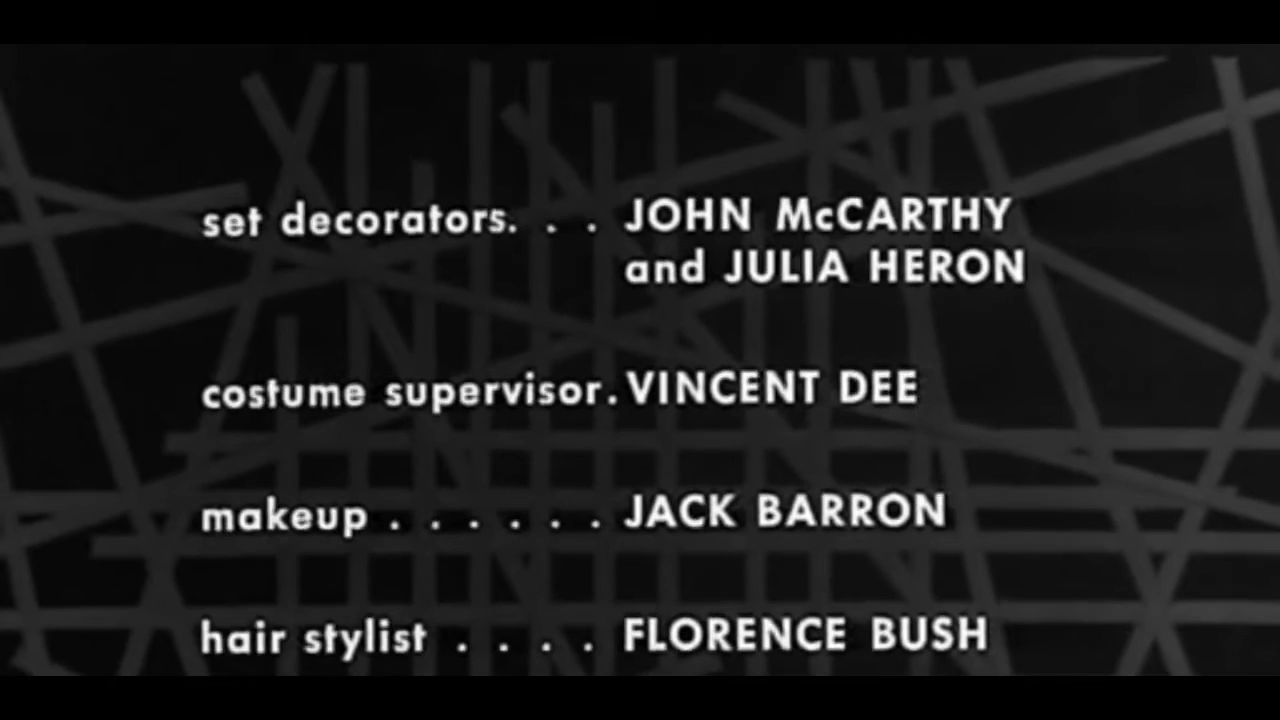 set decorators. . . JOHN McCARTHY
and JULIA HERON
costume supervisor. VINCENT DEE
makeup . . . . . . JACK BARRON
hair stylist . . . . FLORENCE BUSH